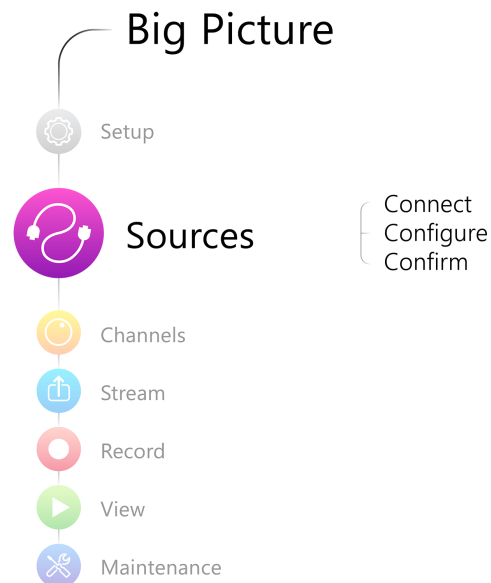 Big Picture
Setup
Sources
Connect
Configure
Confirm
Channels
Stream
Record
View
Maintenance